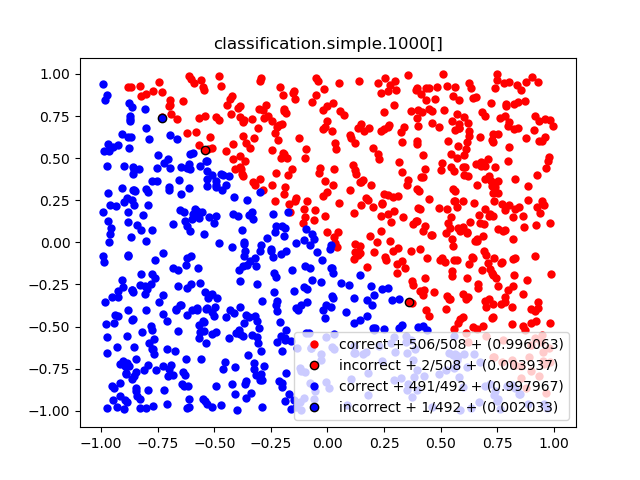 classification.simple.1000[]
1.00
0.75
0.50
0.25
0.00
−0.25
−0.50
−0.75
−1.00
correct + 506/508 + (0.996063)
incorrect + 2/508 + (0.003937)
correct + 491/492 + (0.997967)
incorrect + 1/492 + (0.002033)
−1.00 −0.75 −0.50 −0.25 0.00 0.25 0.50 0.75 1.00